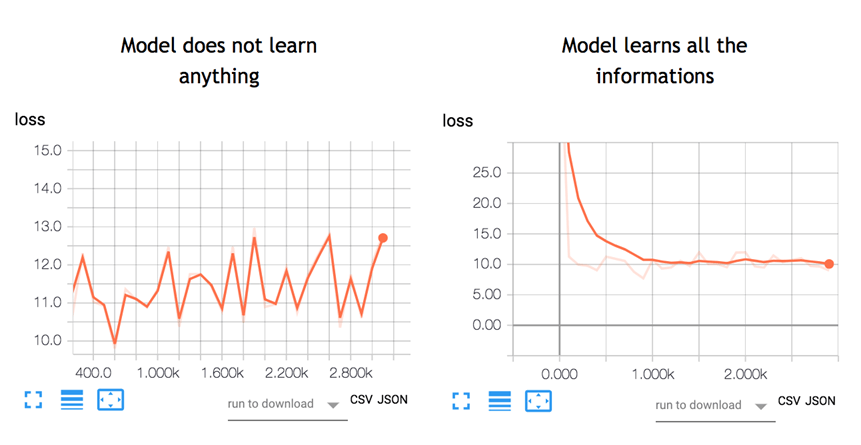 Model does not learn
anything
loss
15.0
14.0
13.0
12.0
11.0
10.0
400.0 1.000k 1.600k 2.200k 2.800k
run to download CSV JSON
Model learns all the
informations
loss
25.0
20.0
15.0
10.0
5.00
0.00
0.000 1.000k 2.000k
run to download CSV JSON